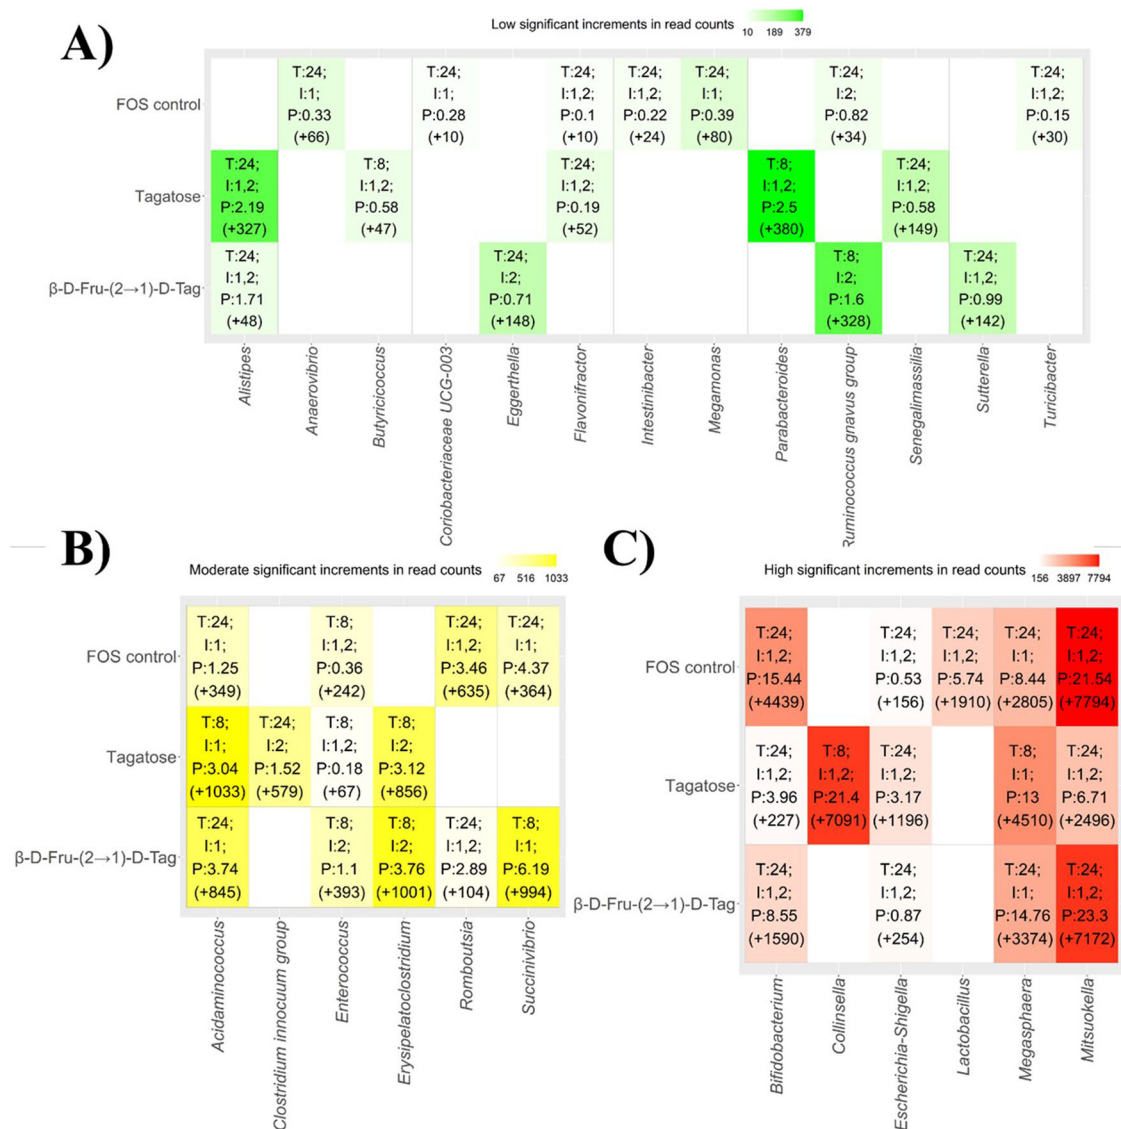 A)
Low significant increments in read counts
10 189 379
FOS control
T:24; T:24; T:24; T:24; T:24; T:24; T:24;
I:1; I:1; I:1,2; I:1,2; I:1; I:2; I:1,2;
P:0.33 P:0.28 P:0.1 P:0.22 P:0.39 P:0.82 P:0.15
(+66) (+10) (+10) (+24) (+80) (+34) (+30)
Tagatose
T:24; T:8; T:24; T:8; T:24;
I:1,2; I:1,2; I:1,2; I:1,2; I:1,2;
P:2.19 P:0.58 P:0.19 P:2.5 P:0.58
(+327) (+47) (+52) (+380) (+149)
β-D-Fru-(2→1)-D-Tag
T:24; T:24; T:8; T:24;
I:1,2; I:2; I:2; I:1,2;
P:1.71 P:0.71 P:1.6 P:0.99
(+48) (+148) (+328) (+142)
Alistipes
Anaerovibrio
Butyricicoccus
Coriobacteriaceae UCG-003
Eggerthella
Flavonifractor
Intestinibacter
Megamonas
Parabacteroides
Ruminococcus gnavus group
Senegalimassilia
Sutterella
Turicibacter
B)
Moderate significant increments in read counts
67 516 1033
FOS control
T:24; T:8; T:24; T:24;
I:1; I:1,2; I:1,2; I:1;
P:1.25 P:0.36 P:3.46 P:4.37
(+349) (+242) (+635) (+364)
Tagatose
T:8; T:24; T:8; T:8;
I:1; I:2; I:1,2; I:2;
P:3.04 P:1.52 P:0.18 P:3.12
(+1033) (+579) (+67) (+856)
β-D-Fru-(2→1)-D-Tag
T:24; T:8; T:8; T:24; T:8;
I:1; I:2; I:2; I:1,2; I:1;
P:3.74 P:1.1 P:3.76 P:2.89 P:6.19
(+845) (+393) (+1001) (+104) (+994)
Acidaminococcus
Clostridium innocuum group
Enterococcus
Erysipelatoclostridium
Romboutsia
Succinivibrio
C)
High significant increments in read counts
156 3897 7794
FOS control
T:24; T:24; T:24; T:24; T:24;
I:1,2; I:1,2; I:1,2; I:1; I:1,2;
P:15.44 P:0.53 P:5.74 P:8.44 P:21.54
(+4439) (+156) (+1910) (+2805) (+7794)
Tagatose
T:24; T:8; T:24; T:8; T:24;
I:1,2; I:1,2; I:1,2; I:1; I:1,2;
P:3.96 P:21.4 P:3.17 P:13 P:6.71
(+227) (+7091) (+1196) (+4510) (+2496)
β-D-Fru-(2→1)-D-Tag
T:24; T:24; T:24; T:24;
I:1,2; I:1,2; I:1; I:1,2;
P:8.55 P:0.87 P:14.76 P:23.3
(+1590) (+254) (+3374) (+7172)
Bifidobacterium
Collinsella
Escherichia-Shigella
Lactobacillus
Megasphaera
Mitsuokella